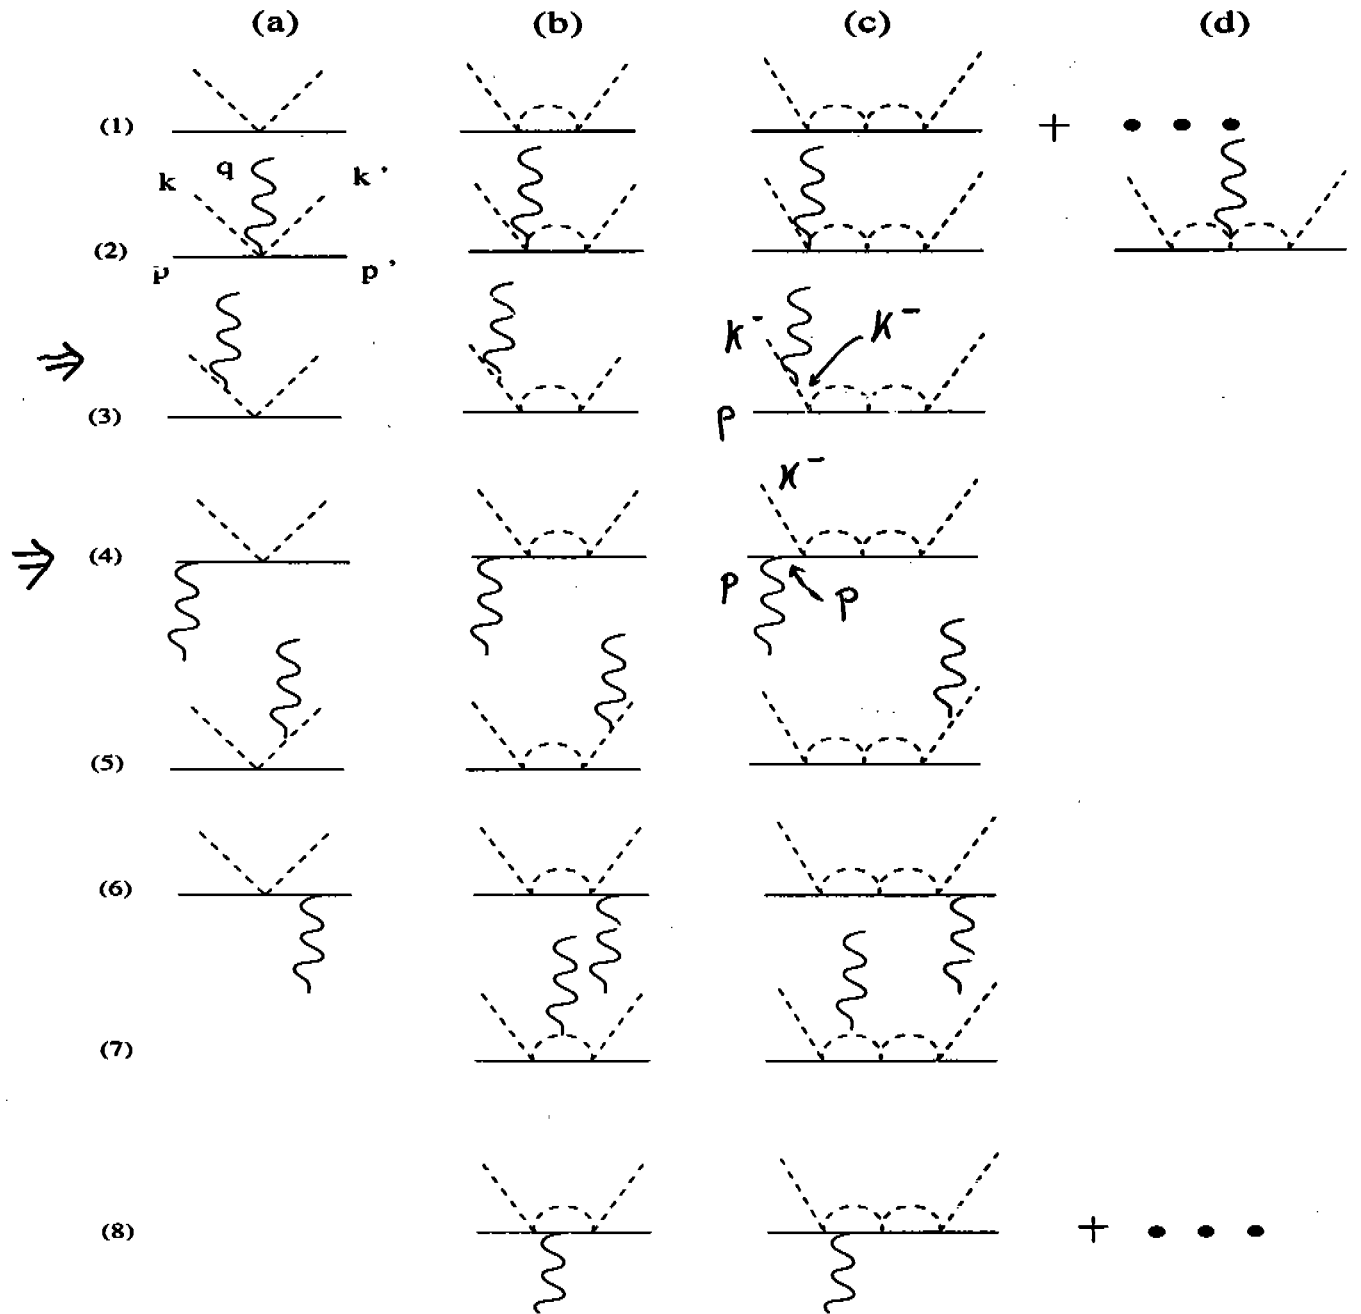 (a) (b) (c) (d)
(1)
+ • • •
k q k'
(2)
p p'
⇒
K⁻ K⁻
(3)
p
K⁻
⇒ (4)
p p
(5)
(6)
(7)
(8)
+ • • •